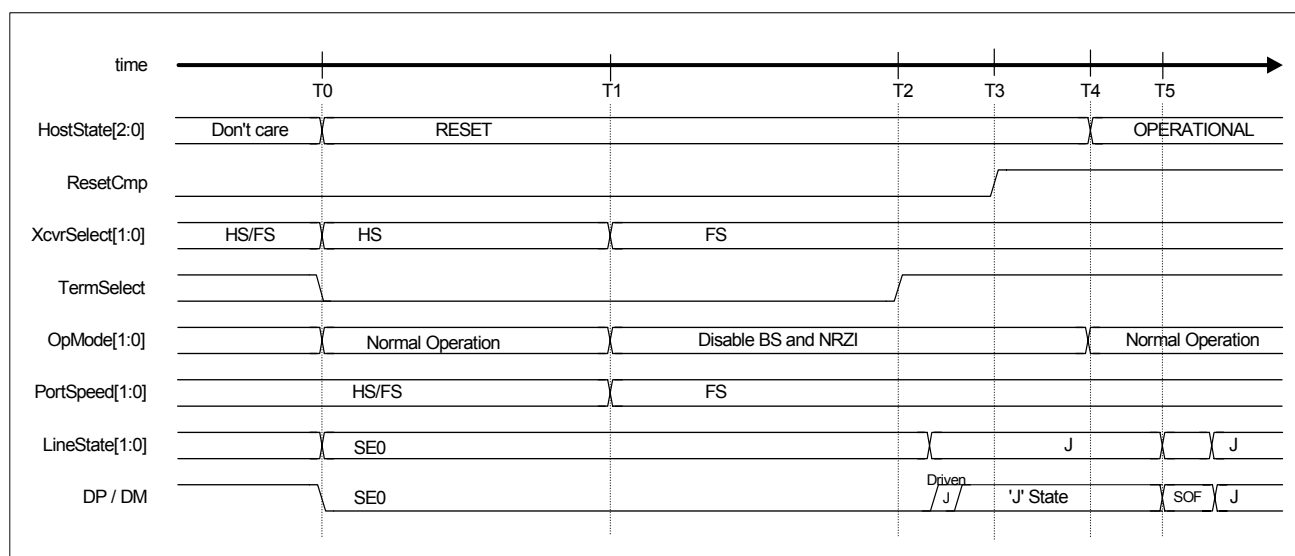 time
T0 T1 T2 T3 T4 T5
HostState[2:0] Don't care RESET OPERATIONAL
ResetCmp
XcvrSelect[1:0] HS/FS HS FS
TermSelect
OpMode[1:0] Normal Operation Disable BS and NRZI Normal Operation
PortSpeed[1:0] HS/FS FS
LineState[1:0] SE0 J J
Driven
DP / DM SE0 J 'J' State SOF J